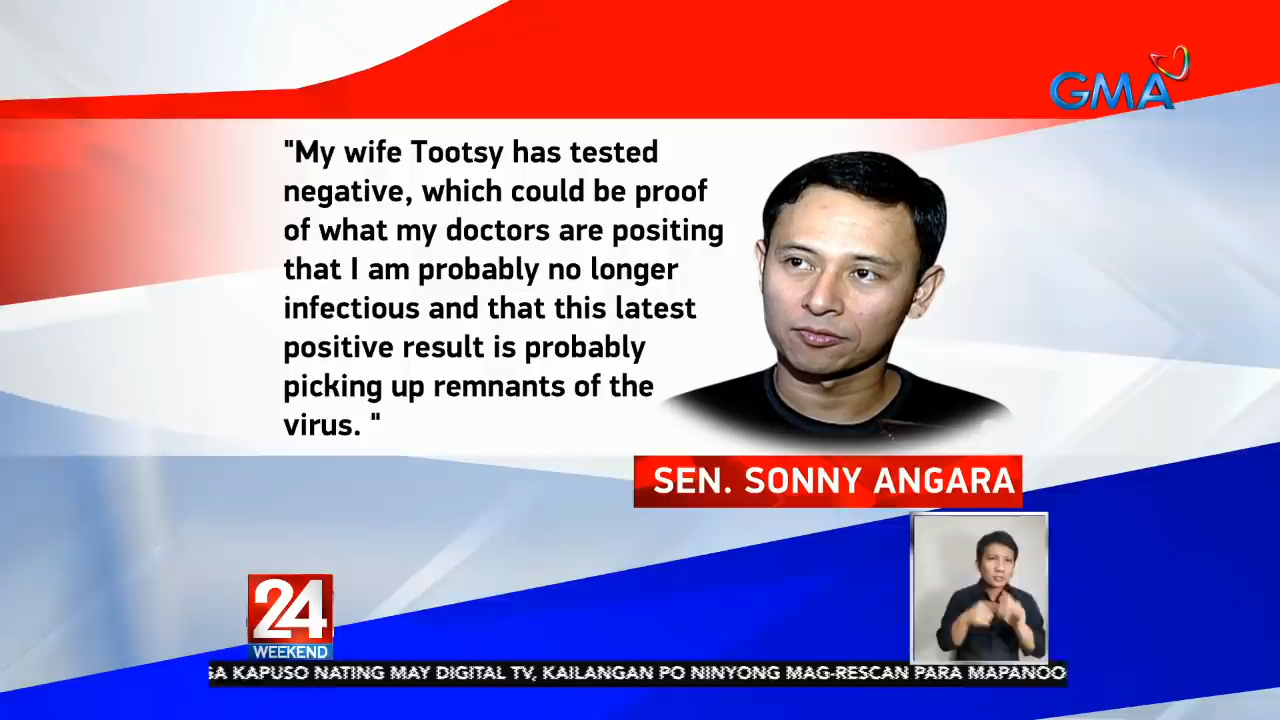 GMA
"My wife Tootsy has tested
negative, which could be proof
of what my doctors are positing
that I am probably no longer
infectious and that this latest
positive result is probably
picking up remnants of the
virus. "
SEN. SONNY ANGARA
24
WEEKEND
GA KAPUSO NATING MAY DIGITAL TV, KAILANGAN PO NINYONG MAG-RESCAN PARA MAPANOO